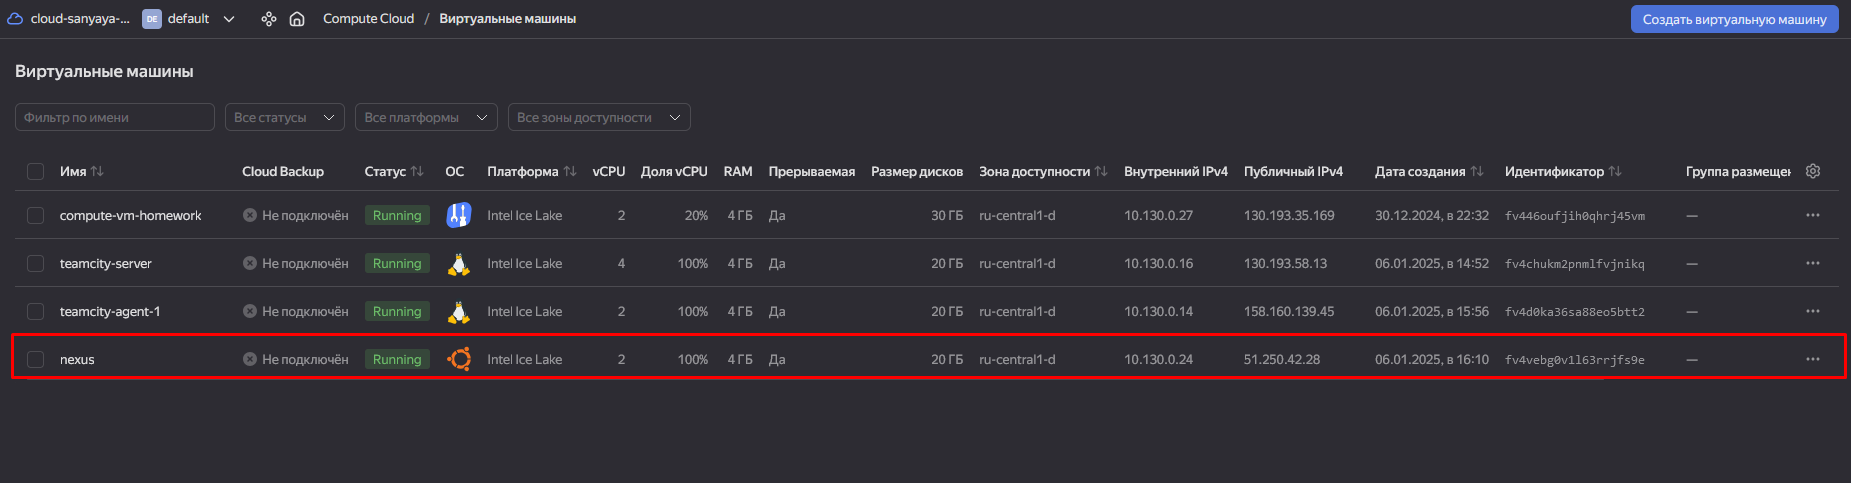 cloud-sanyaya-... DE default Compute Cloud / Виртуальные машины Создать виртуальную машину
Виртуальные машины
Фильтр по имени Все статусы Все платформы Все зоны доступности
Имя Cloud Backup Статус ОС Платформа vCPU Доля vCPU RAM Прерываемая Размер дисков Зона доступности Внутренний IPv4 Публичный IPv4 Дата создания Идентификатор Группа размещен
compute-vm-homework Не подключён Running Intel Ice Lake 2 20% 4 ГБ Да 30 ГБ ru-central1-d 10.130.0.27 130.193.35.169 30.12.2024, в 22:32 fv446oufjih0qhrj45vm —
teamcity-server Не подключён Running Intel Ice Lake 4 100% 4 ГБ Да 20 ГБ ru-central1-d 10.130.0.16 130.193.58.13 06.01.2025, в 14:52 fv4chukm2pnmlfvjnikq —
teamcity-agent-1 Не подключён Running Intel Ice Lake 2 100% 4 ГБ Да 20 ГБ ru-central1-d 10.130.0.14 158.160.139.45 06.01.2025, в 15:56 fv4d0ka36sa88eo5btt2 —
nexus Не подключён Running Intel Ice Lake 2 100% 4 ГБ Да 20 ГБ ru-central1-d 10.130.0.24 51.250.42.28 06.01.2025, в 16:10 fv4vebg0v1l63rrjfs9e —